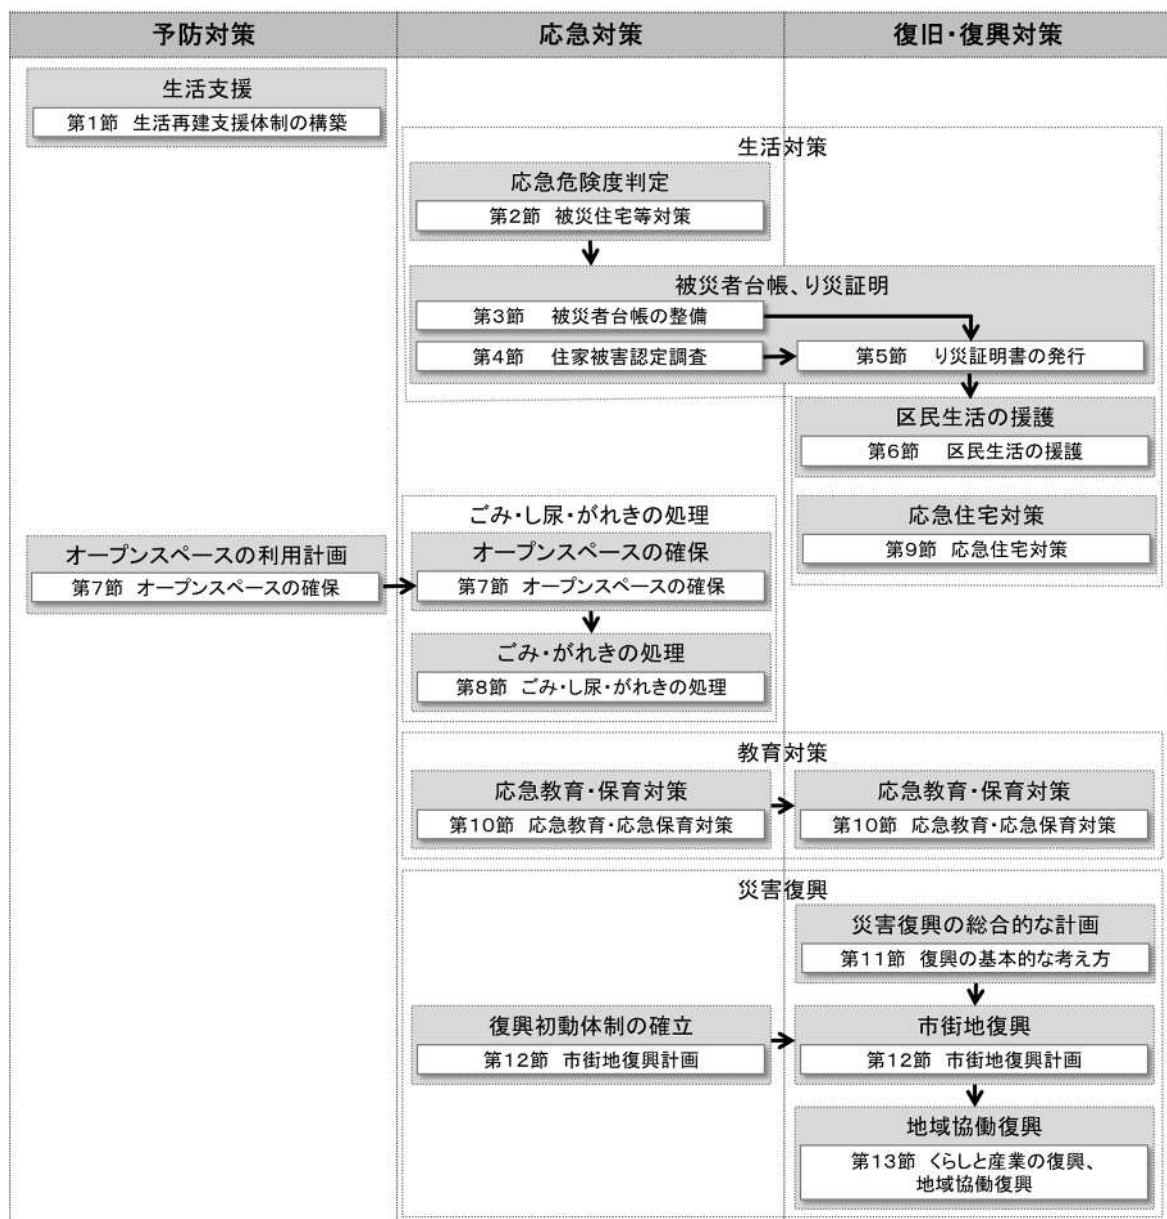 予防対策
応急対策
復旧・復興対策
生活支援
第1節 生活再建支援体制の構築
生活対策
応急危険度判定
第2節 被災住宅等対策
被災者台帳、り災証明
第3節 被災者台帳の整備
第4節 住家被害認定調査
第5節 り災証明書の発行
区民生活の援護
第6節 区民生活の援護
応急住宅対策
第9節 応急住宅対策
オープンスペースの利用計画
第7節 オープンスペースの確保
ごみ・し尿・がれきの処理
オープンスペースの確保
第7節 オープンスペースの確保
ごみ・がれきの処理
第8節 ごみ・し尿・がれきの処理
教育対策
応急教育・保育対策
第10節 応急教育・応急保育対策
応急教育・保育対策
第10節 応急教育・応急保育対策
災害復興
災害復興の総合的な計画
第11節 復興の基本的な考え方
復興初動体制の確立
第12節 市街地復興計画
市街地復興
第12節 市街地復興計画
地域協働復興
第13節 くらしと産業の復興、
地域協働復興